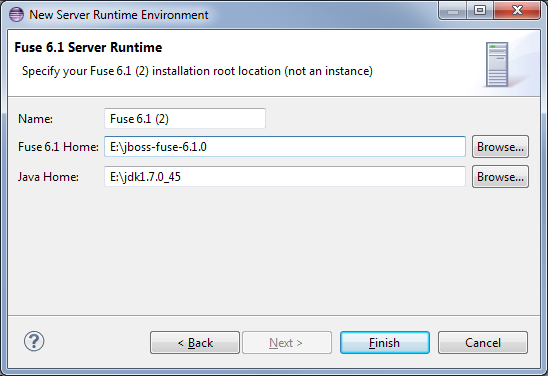 New Server Runtime Environment
Fuse 6.1 Server Runtime
Specify your Fuse 6.1 (2) installation root location (not an instance)
Name: Fuse 6.1 (2)
Fuse 6.1 Home: E:\jboss-fuse-6.1.0 Browse...
Java Home: E:\jdk1.7.0_45 Browse...
? < Back Next > Finish Cancel